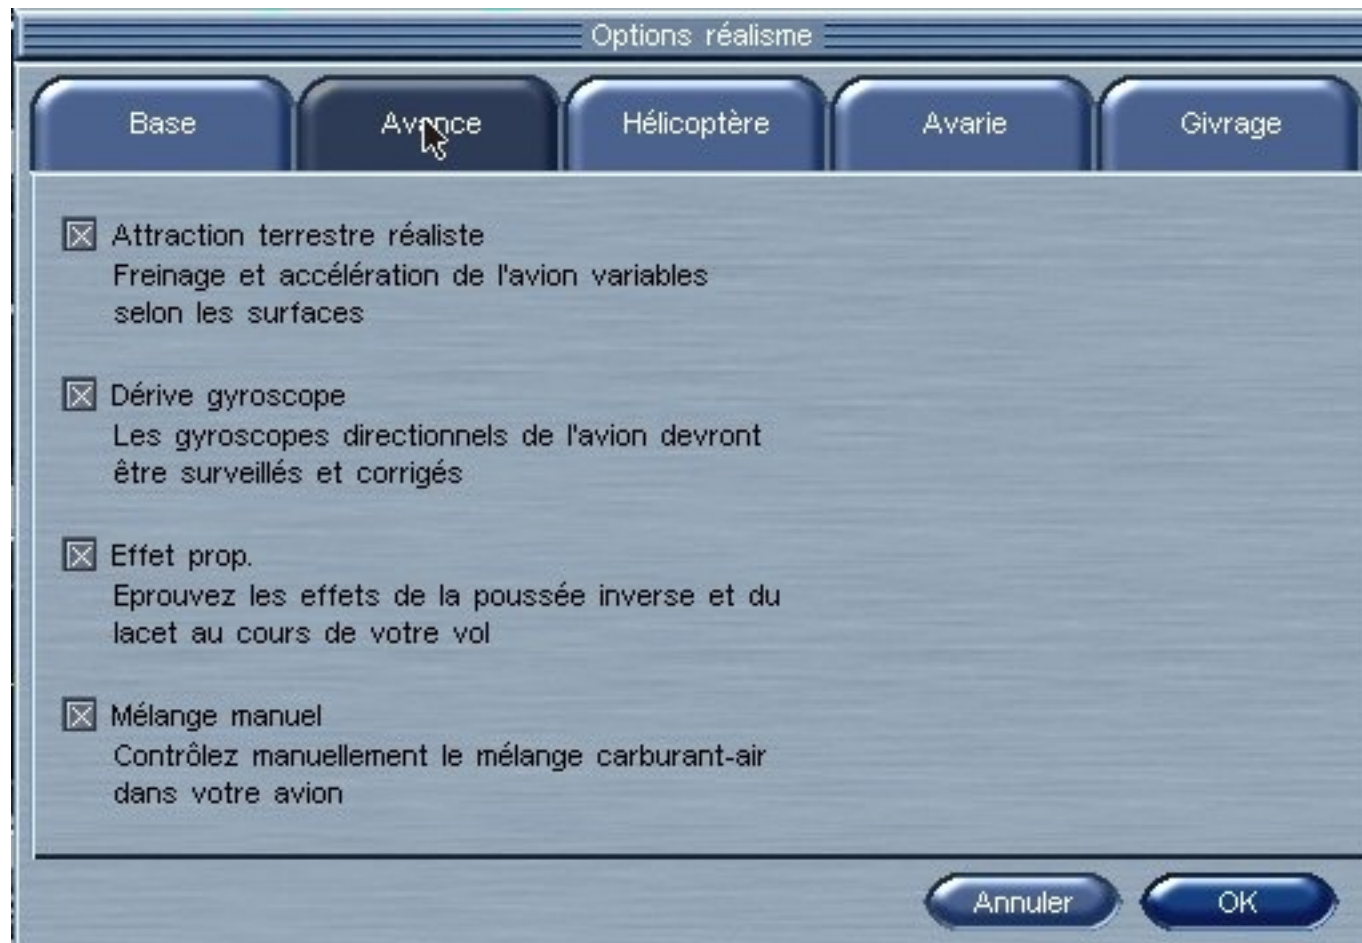 Options réalisme
Base
Avance
Hélicoptère
Avarie
Givrage
Attraction terrestre réaliste
Freinage et accélération de l'avion variables
selon les surfaces
Dérive gyroscope
Les gyroscopes directionnels de l'avion devront
être surveillés et corrigés
Effet prop.
Eprouvez les effets de la poussée inverse et du
lacet au cours de votre vol
Mélange manuel
Contrôlez manuellement le mélange carburant-air
dans votre avion
Annuler
OK